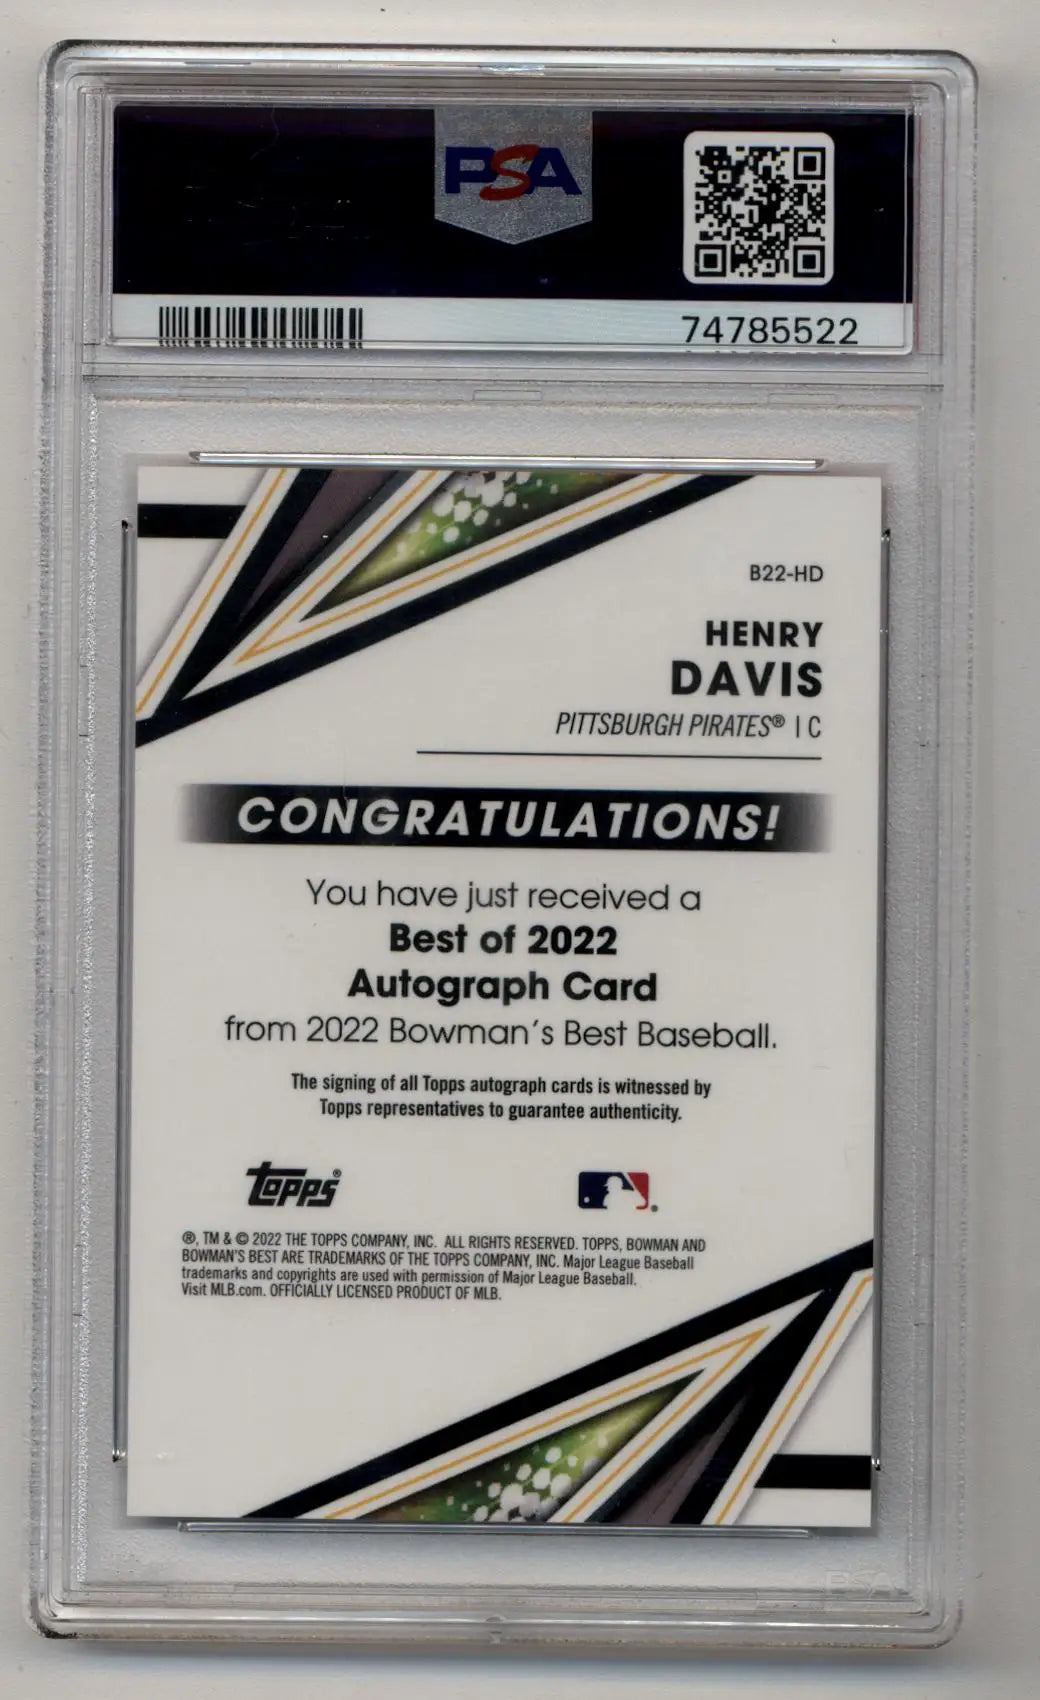 PSA
74785522
B22-HD
HENRY
DAVIS
PITTSBURGH PIRATES® | C
CONGRATULATIONS!
You have just received a
Best of 2022
Autograph Card
from 2022 Bowman's Best Baseball.
The signing of all Topps autograph cards is witnessed by
Topps representatives to guarantee authenticity.
Topps®
®, TM & © 2022 THE TOPPS COMPANY, INC. ALL RIGHTS RESERVED. TOPPS, BOWMAN AND
BOWMAN'S BEST ARE TRADEMARKS OF THE TOPPS COMPANY, INC. Major League Baseball
trademarks and copyrights are used with permission of Major League Baseball.
Visit MLB.com. OFFICIALLY LICENSED PRODUCT OF MLB.
PSA